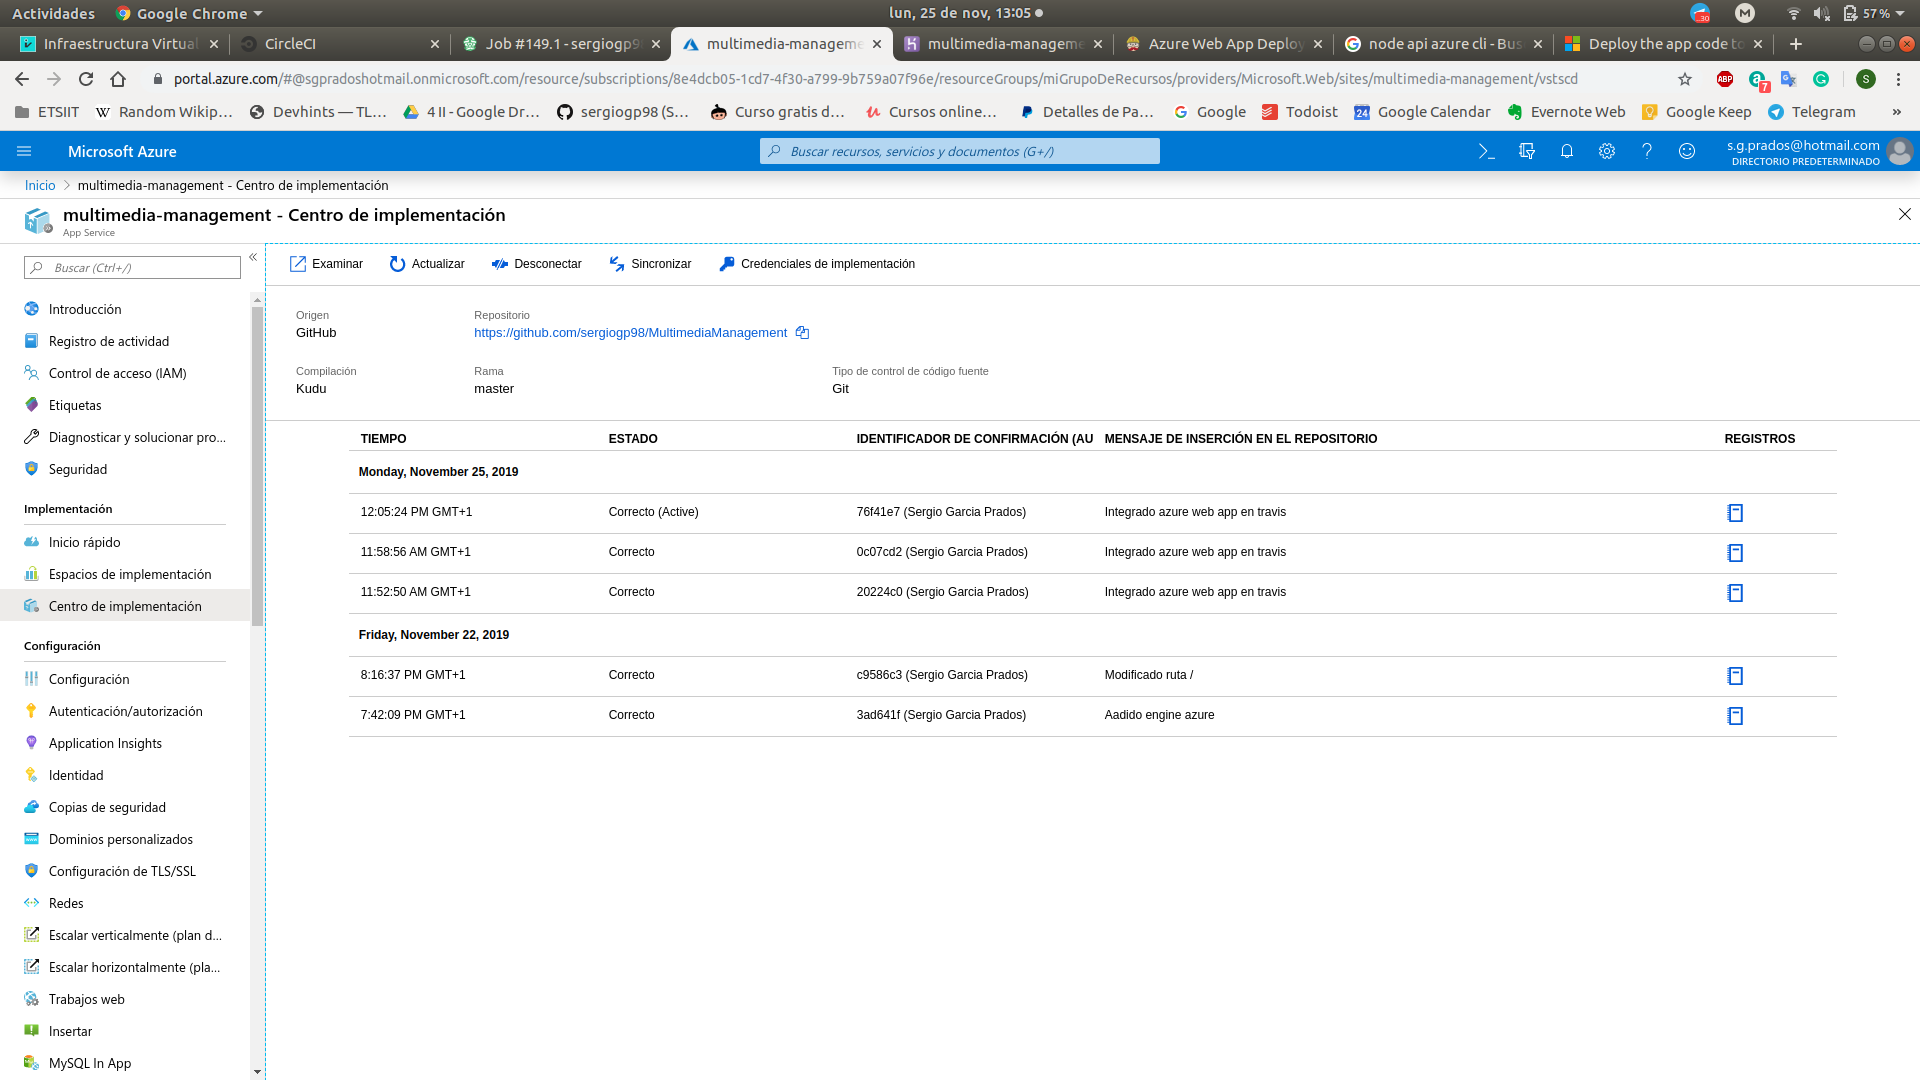 Actividades
Google Chrome
lun, 25 de nov, 13:05
30
M
57 %
Infraestructura Virtual
CircleCI
Job #149.1 - sergiogp9
multimedia-manageme
multimedia-manageme
Azure Web App Deploy
node api azure cli - Bus
Deploy the app code to
portal.azure.com/#@sgpradoshotmail.onmicrosoft.com/resource/subscriptions/8e4dcb05-1cd7-4f30-a799-9b759a07f96e/resourceGroups/miGrupoDeRecursos/providers/Microsoft.Web/sites/multimedia-management/vstscd
ABP
7
S
ETSIIT
Random Wikip...
Devhints — TL...
4 II - Google Dr...
sergiogp98 (S...
Curso gratis d...
Cursos online...
Detalles de Pa...
Google
Todoist
24
Google Calendar
Evernote Web
Google Keep
Telegram
»
Microsoft Azure
Buscar recursos, servicios y documentos (G+/)
s.g.prados@hotmail.com
DIRECTORIO PREDETERMINADO
Inicio > multimedia-management - Centro de implementación
multimedia-management - Centro de implementación
App Service
Buscar (Ctrl+/)
«
Introducción
Registro de actividad
Control de acceso (IAM)
Etiquetas
Diagnosticar y solucionar pro...
Seguridad
Implementación
Inicio rápido
Espacios de implementación
Centro de implementación
Configuración
Configuración
Autenticación/autorización
Application Insights
Identidad
Copias de seguridad
Dominios personalizados
Configuración de TLS/SSL
Redes
Escalar verticalmente (plan d...
Escalar horizontalmente (pla...
Trabajos web
Insertar
MySQL In App
Examinar
Actualizar
Desconectar
Sincronizar
Credenciales de implementación
Origen
GitHub
Repositorio
https://github.com/sergiogp98/MultimediaManagement
Compilación
Kudu
Rama
master
Tipo de control de código fuente
Git
TIEMPO ESTADO IDENTIFICADOR DE CONFIRMACIÓN (AU MENSAJE DE INSERCIÓN EN EL REPOSITORIO REGISTROS
Monday, November 25, 2019
12:05:24 PM GMT+1 Correcto (Active) 76f41e7 (Sergio Garcia Prados) Integrado azure web app en travis
11:58:56 AM GMT+1 Correcto 0c07cd2 (Sergio Garcia Prados) Integrado azure web app en travis
11:52:50 AM GMT+1 Correcto 20224c0 (Sergio Garcia Prados) Integrado azure web app en travis
Friday, November 22, 2019
8:16:37 PM GMT+1 Correcto c9586c3 (Sergio Garcia Prados) Modificado ruta /
7:42:09 PM GMT+1 Correcto 3ad641f (Sergio Garcia Prados) Aadido engine azure